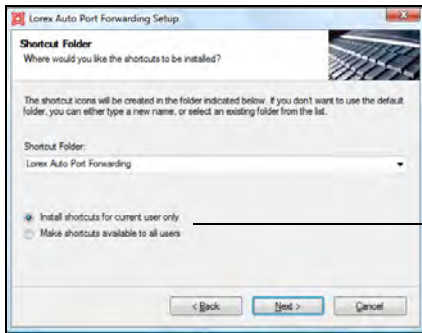 Lorex Auto Port Forwarding Setup
Shortcut Folder
Where would you like the shortcuts to be installed?
The shortcut icons will be created in the folder indicated below. If you don't want to use the default
folder, you can either type a new name, or select an existing folder from the list.
Shortcut Folder:
Lorex Auto Port Forwarding
Install shortcuts for current user only
Make shortcuts available to all users
< Back
Next >
Cancel